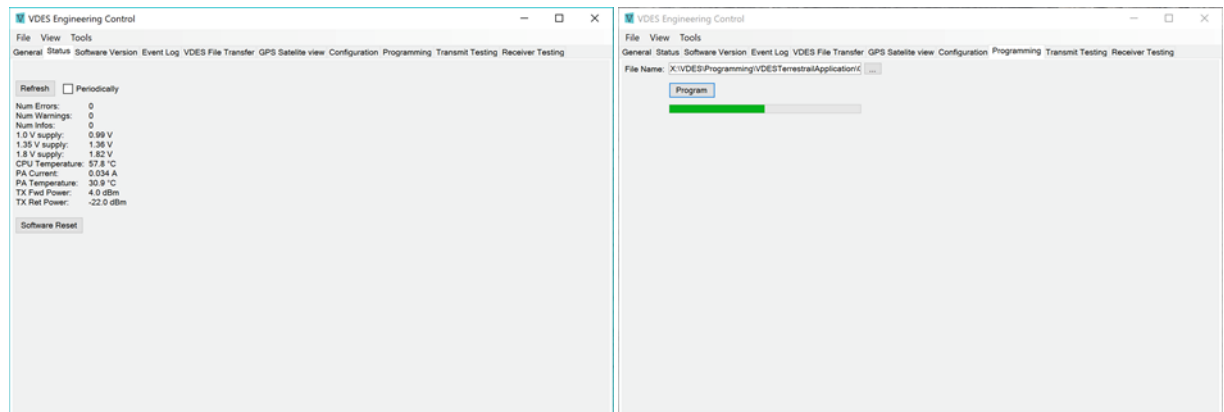 VDES Engineering Control
File View Tools
General Status Software Version Event Log VDES File Transfer GPS Satelite view Configuration Programming Transmit Testing Receiver Testing
Refresh Periodically
Num Errors: 0
Num Warnings: 0
Num Infos: 0
1.0 V supply: 0.99 V
1.35 V supply: 1.36 V
1.8 V supply: 1.82 V
CPU Temperature: 57.8 °C
PA Current: 0.034 A
PA Temperature: 30.9 °C
TX Fwd Power: 4.0 dBm
TX Ret Power: -22.0 dBm
Software Reset
VDES Engineering Control
File View Tools
General Status Software Version Event Log VDES File Transfer GPS Satelite view Configuration Programming Transmit Testing Receiver Testing
File Name: X:\VDES\Programming\VDESTerrestrailApplication\ ...
Program